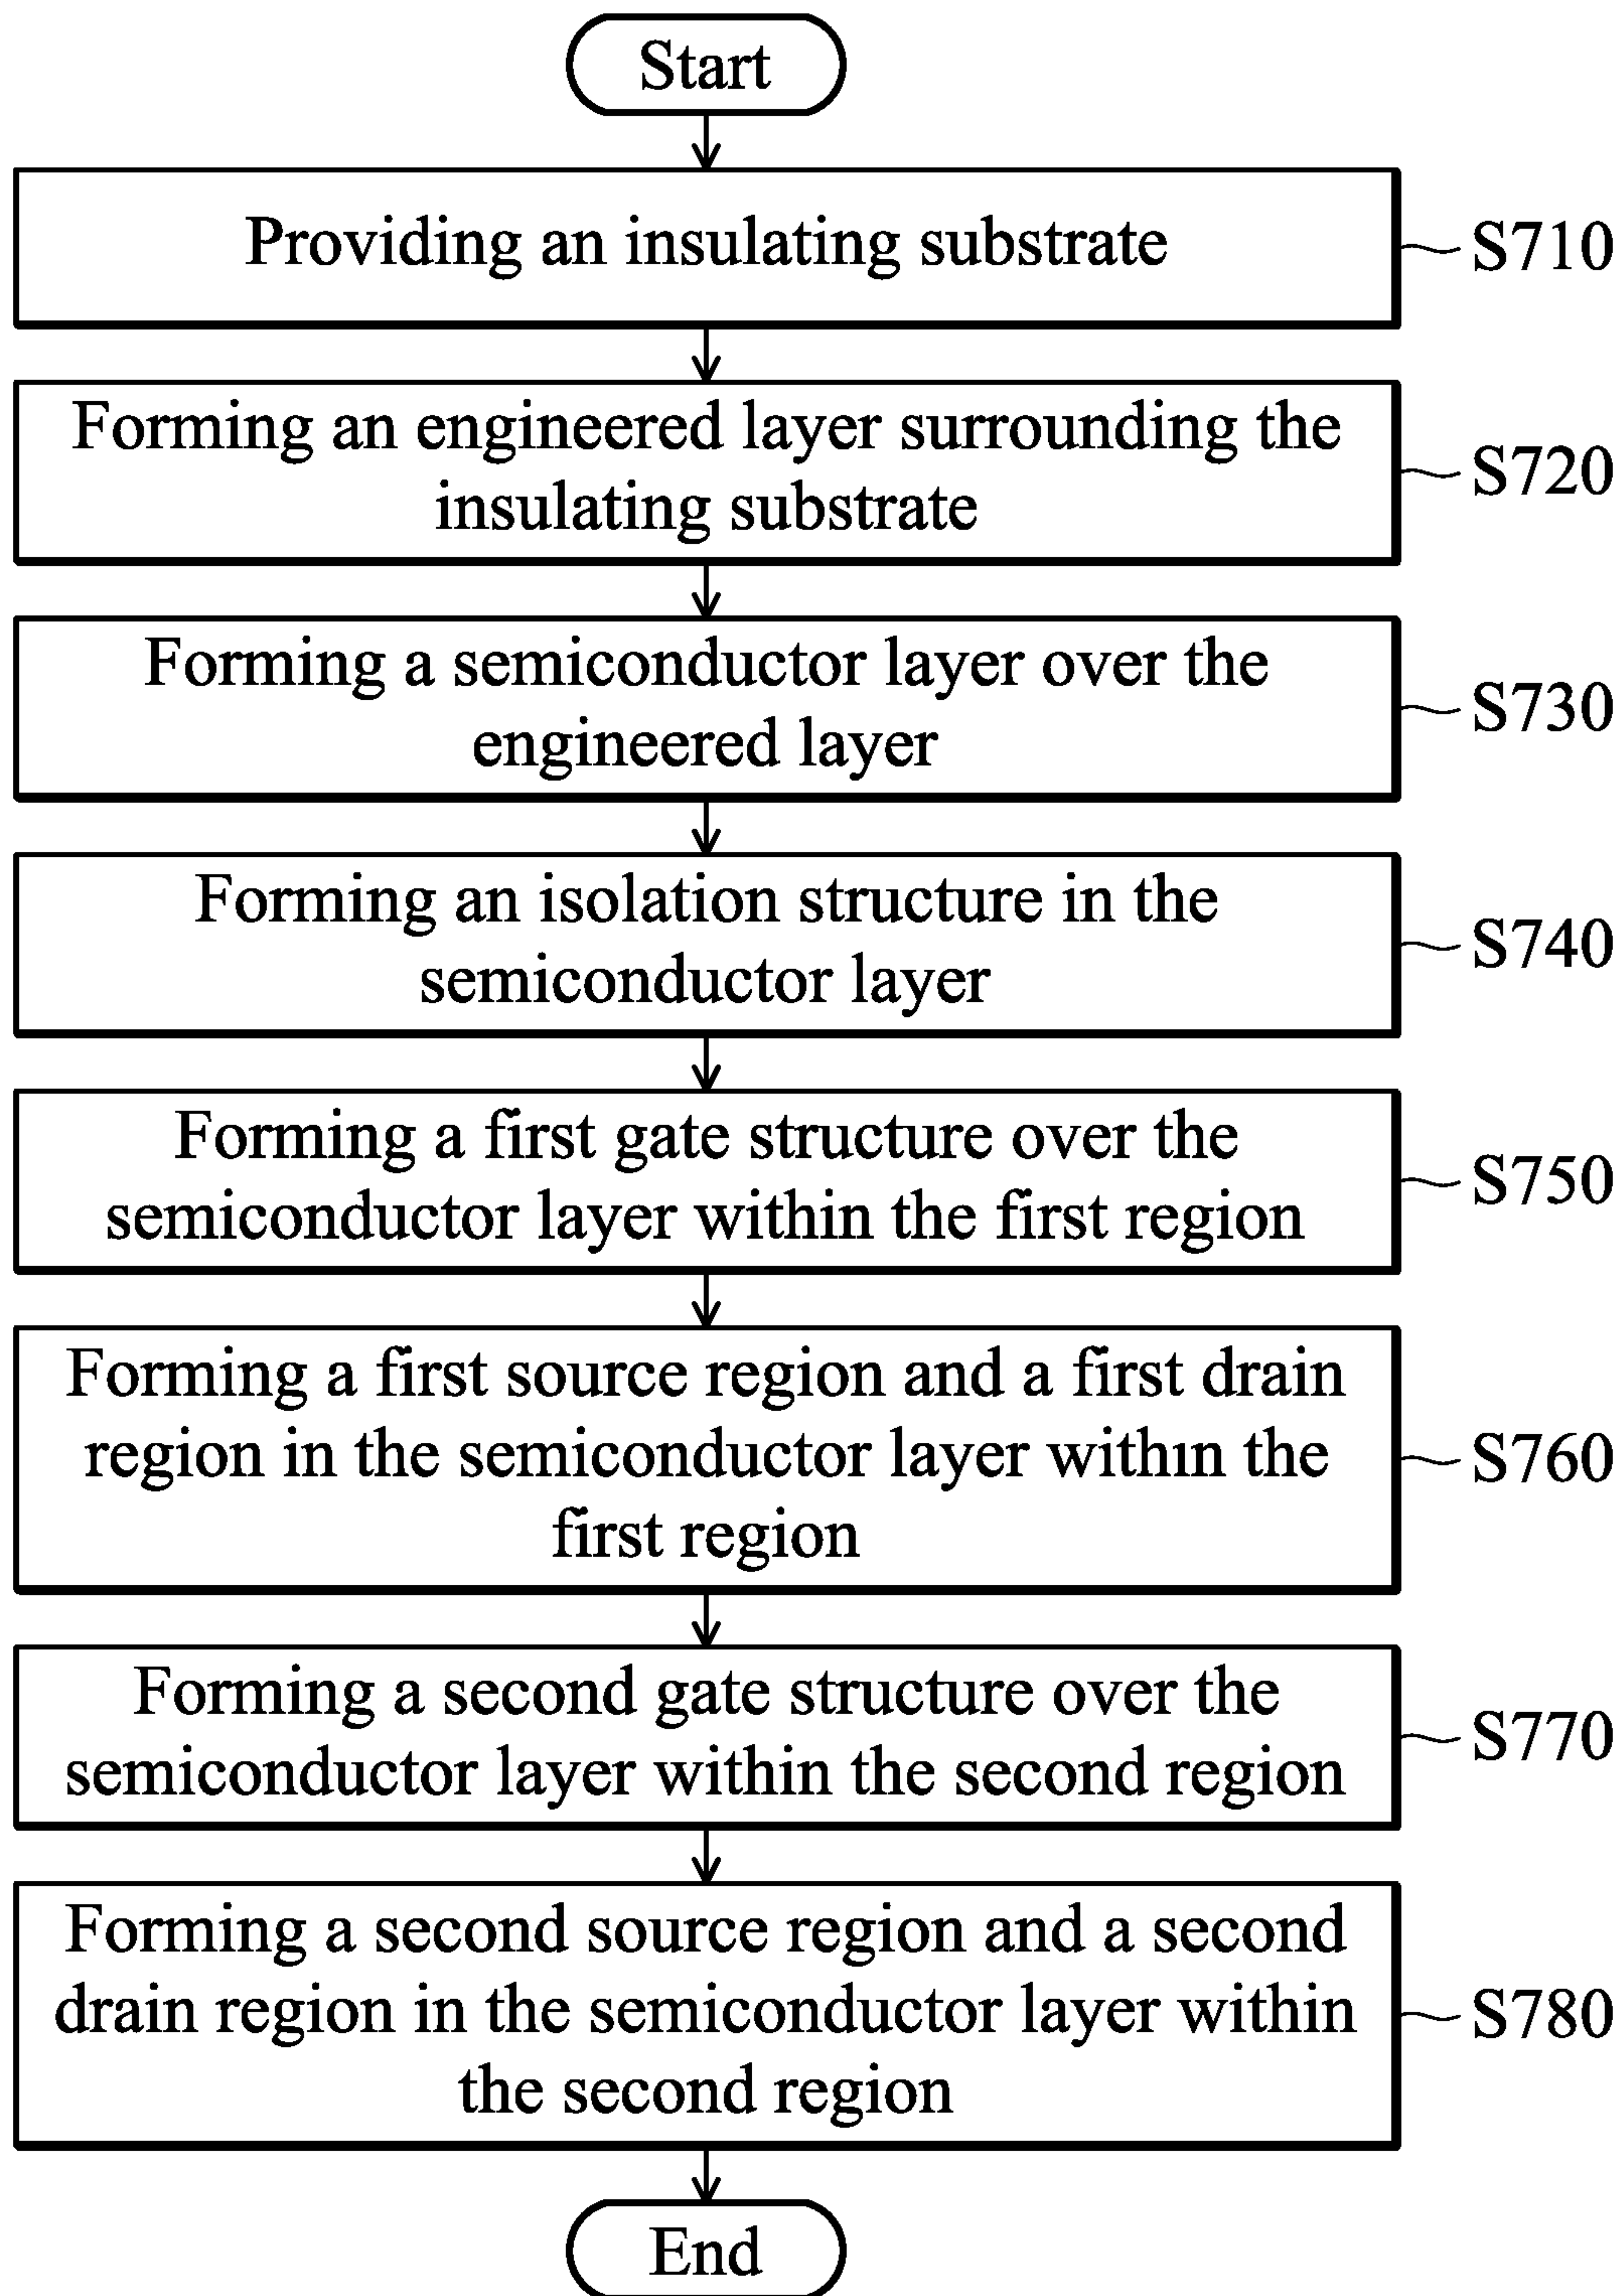 Start
Providing an insulating substrate
S710
Forming an engineered layer surrounding the
insulating substrate
S720
Forming a semiconductor layer over the
engineered layer
S730
Forming an isolation structure in the
semiconductor layer
S740
Forming a first gate structure over the
semiconductor layer within the first region
S750
Forming a first source region and a first drain
region in the semiconductor layer within the
first region
S760
Forming a second gate structure over the
semiconductor layer within the second region
S770
Forming a second source region and a second
drain region in the semiconductor layer within
the second region
S780
End